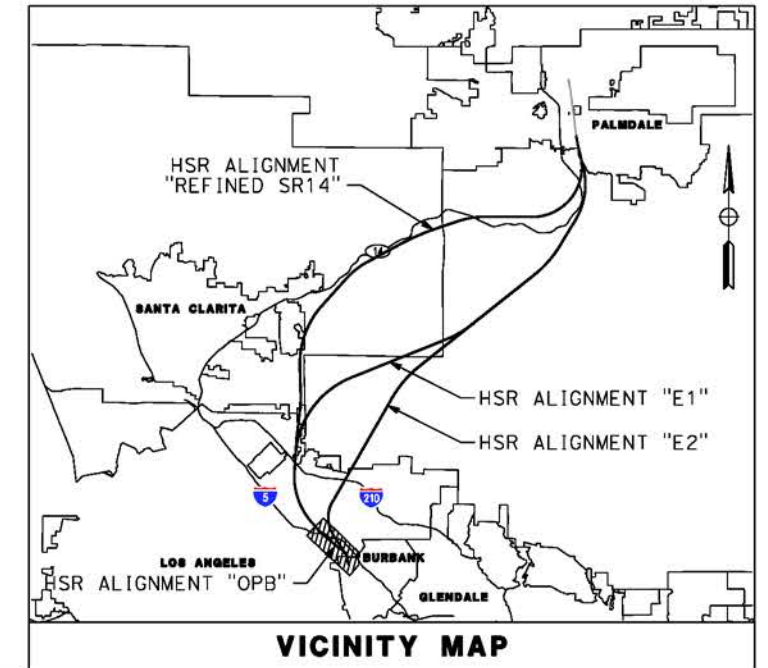 PALMDALE
HSR ALIGNMENT
"REFINED SR14"
14
SANTA CLARITA
HSR ALIGNMENT "E1"
HSR ALIGNMENT "E2"
5
210
LOS ANGELES
BURBANK
HSR ALIGNMENT "OPB"
GLENDALE
VICINITY MAP